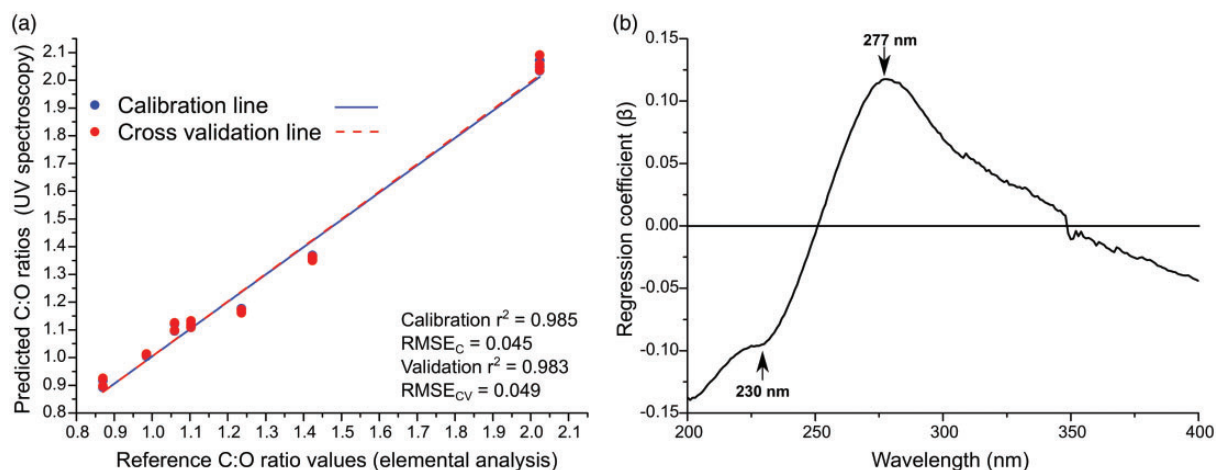 (a)
Predicted C:O ratios (UV spectroscopy)
2.1
2.0
1.9
1.8
1.7
1.6
1.5
1.4
1.3
1.2
1.1
1.0
0.9
0.8
Calibration line
Cross validation line
Calibration r² = 0.985
RMSE_C = 0.045
Validation r² = 0.983
RMSE_CV = 0.049
0.8 0.9 1.0 1.1 1.2 1.3 1.4 1.5 1.6 1.7 1.8 1.9 2.0 2.1
Reference C:O ratio values (elemental analysis)
(b)
Regression coefficient (β)
0.15
0.10
0.05
0.00
-0.05
-0.10
-0.15
277 nm
230 nm
200 250 300 350 400
Wavelength (nm)